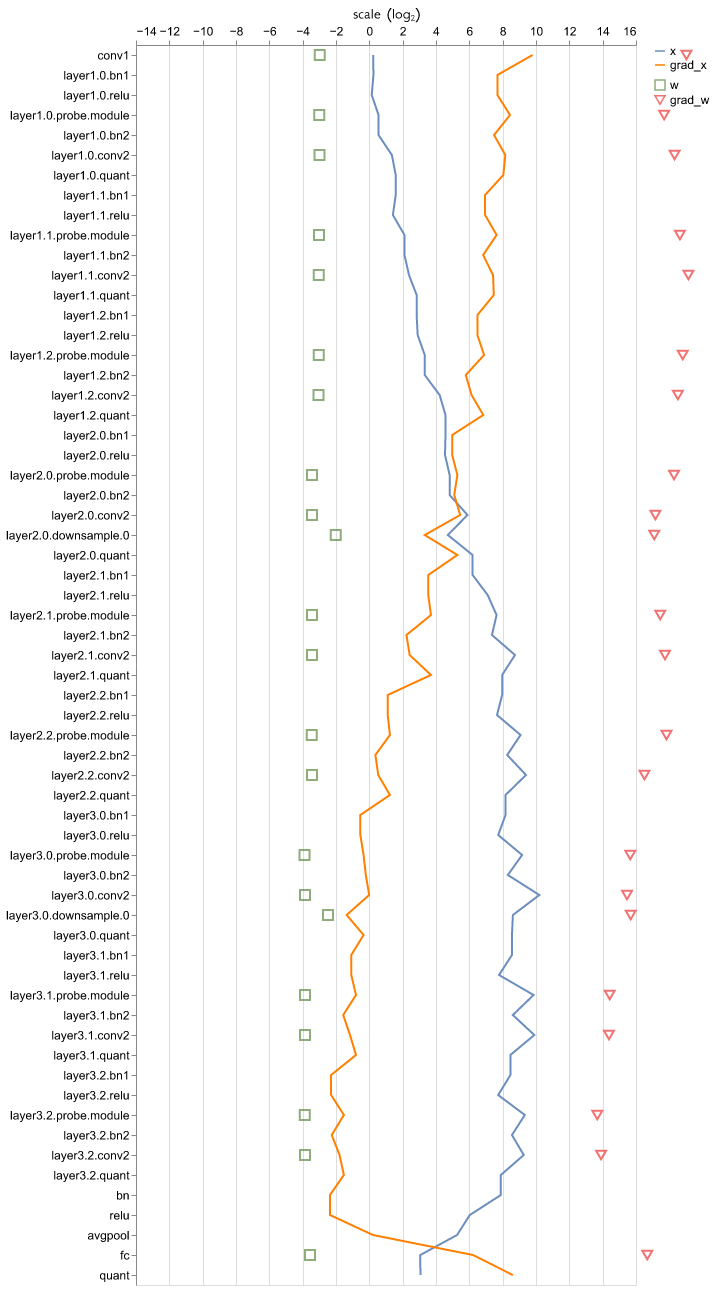 scale (log₂)
−14 −12 −10 −8 −6 −4 −2 0 2 4 6 8 10 12 14 16
x
grad_x
w
grad_w
conv1
layer1.0.bn1
layer1.0.relu
layer1.0.probe.module
layer1.0.bn2
layer1.0.conv2
layer1.0.quant
layer1.1.bn1
layer1.1.relu
layer1.1.probe.module
layer1.1.bn2
layer1.1.conv2
layer1.1.quant
layer1.2.bn1
layer1.2.relu
layer1.2.probe.module
layer1.2.bn2
layer1.2.conv2
layer1.2.quant
layer2.0.bn1
layer2.0.relu
layer2.0.probe.module
layer2.0.bn2
layer2.0.conv2
layer2.0.downsample.0
layer2.0.quant
layer2.1.bn1
layer2.1.relu
layer2.1.probe.module
layer2.1.bn2
layer2.1.conv2
layer2.1.quant
layer2.2.bn1
layer2.2.relu
layer2.2.probe.module
layer2.2.bn2
layer2.2.conv2
layer2.2.quant
layer3.0.bn1
layer3.0.relu
layer3.0.probe.module
layer3.0.bn2
layer3.0.conv2
layer3.0.downsample.0
layer3.0.quant
layer3.1.bn1
layer3.1.relu
layer3.1.probe.module
layer3.1.bn2
layer3.1.conv2
layer3.1.quant
layer3.2.bn1
layer3.2.relu
layer3.2.probe.module
layer3.2.bn2
layer3.2.conv2
layer3.2.quant
bn
relu
avgpool
fc
quant